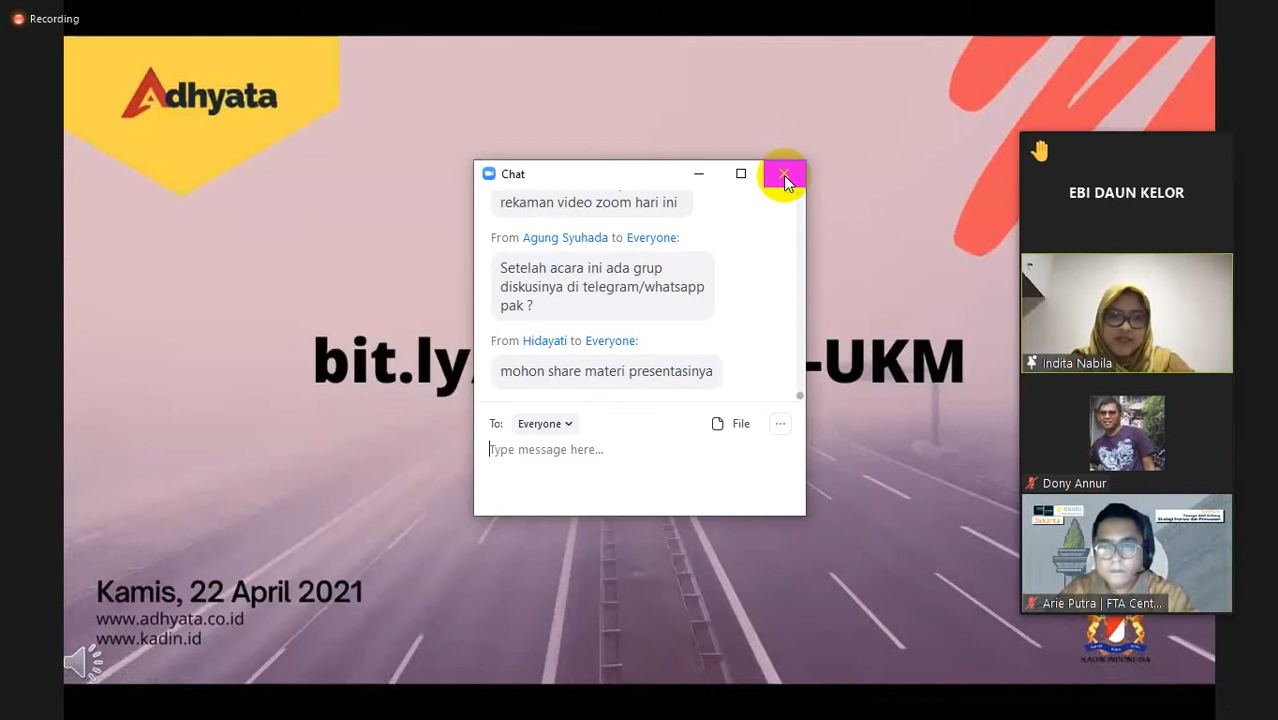 Recording
Adhyata
Chat
rekaman video zoom hari ini
From Agung Syuhada to Everyone:
Setelah acara ini ada grup
diskusinya di telegram/whatsapp
pak ?
From Hidayati to Everyone:
mohon share materi presentasinya
To: Everyone
File
Type message here...
bit.ly
-UKM
EBI DAUN KELOR
Indita Nabila
Dony Annur
Jakarta
Arie Putra | FTA Cent...
Kamis, 22 April 2021
www.adhyata.co.id
www.kadin.id
KADIN INDONESIA